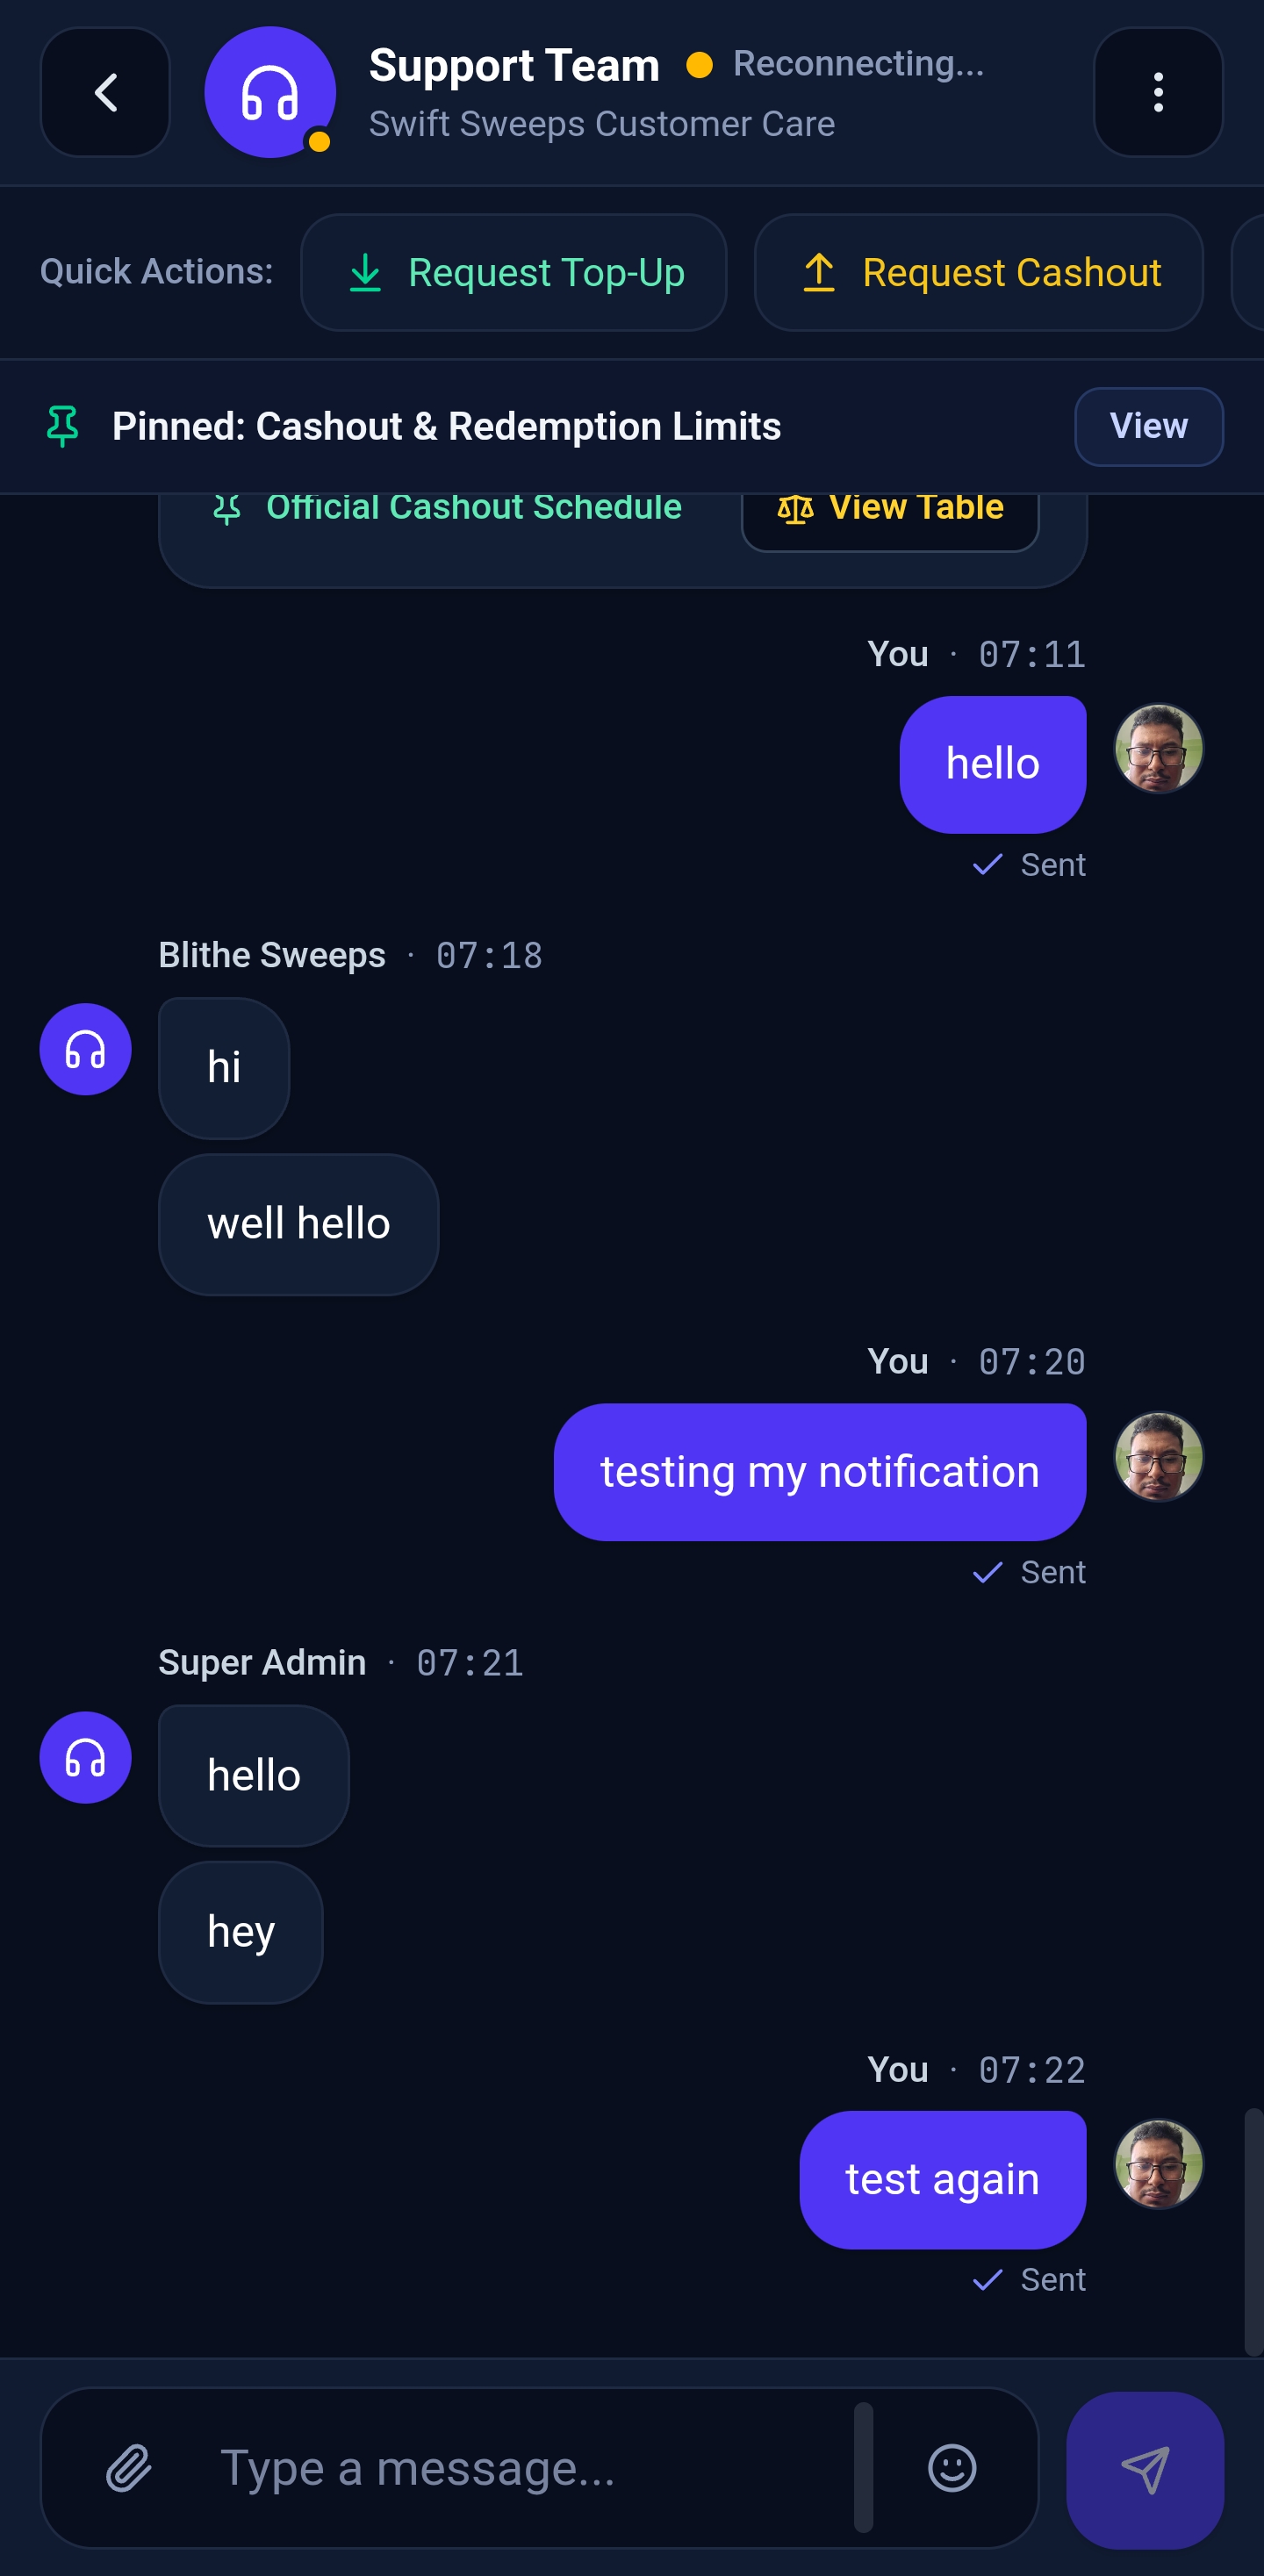 Support Team Reconnecting...
Swift Sweeps Customer Care
Quick Actions: Request Top-Up Request Cashout
Pinned: Cashout & Redemption Limits View
Official Cashout Schedule View Table
You · 07:11
hello
Sent
Blithe Sweeps · 07:18
hi
well hello
You · 07:20
testing my notification
Sent
Super Admin · 07:21
hello
hey
You · 07:22
test again
Sent
Type a message...